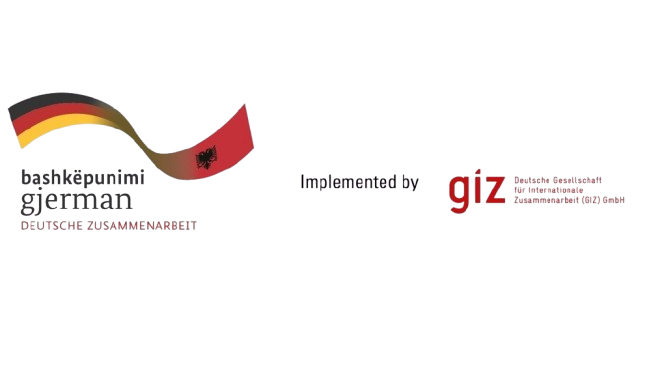 bashkëpunimi
gjerman
DEUTSCHE ZUSAMMENARBEIT
Implemented by
giz
Deutsche Gesellschaft
für Internationale
Zusammenarbeit (GIZ) GmbH